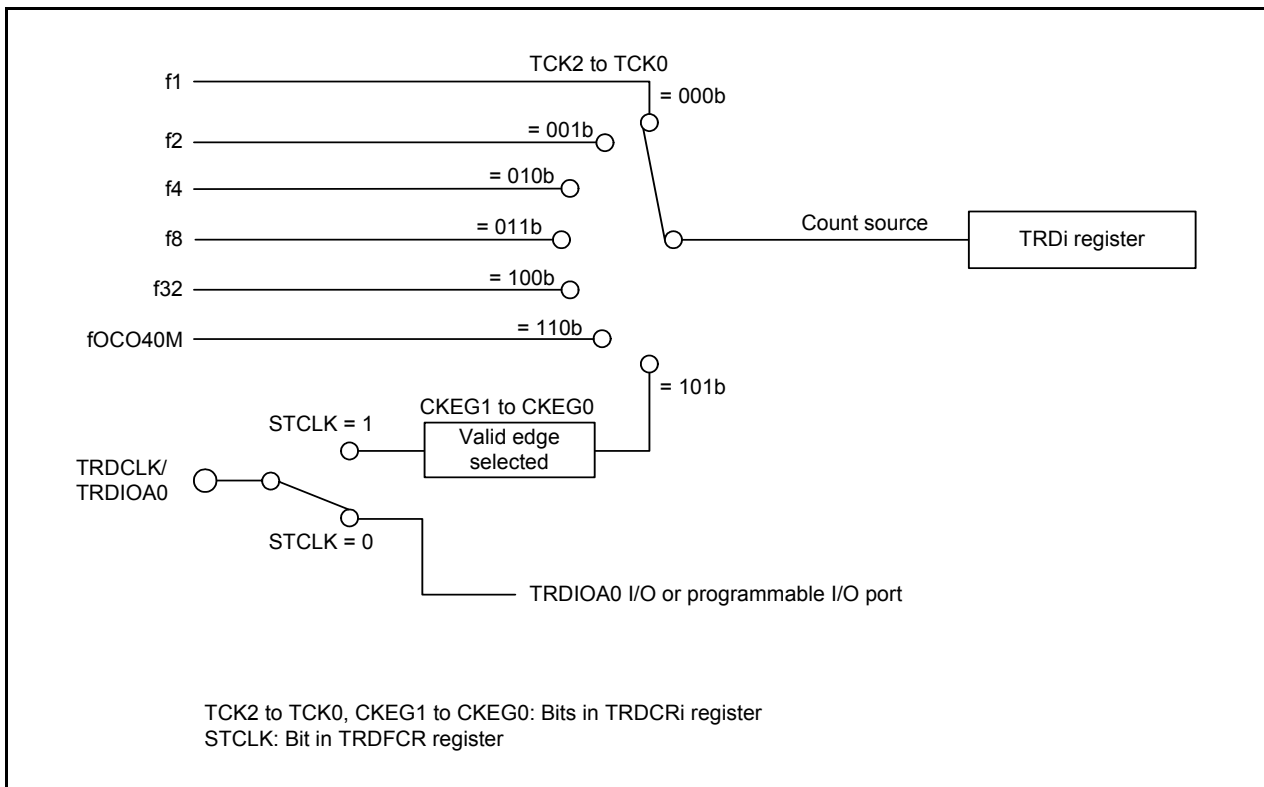 TCK2 to TCK0
f1
= 000b
= 001b
f2
= 010b
f4
= 011b
f8
Count source
TRDi register
= 100b
f32
= 110b
fOCO40M
= 101b
CKEG1 to CKEG0
STCLK = 1
Valid edge
selected
TRDCLK/
TRDIOA0
STCLK = 0
TRDIOA0 I/O or programmable I/O port
TCK2 to TCK0, CKEG1 to CKEG0: Bits in TRDCRi register
STCLK: Bit in TRDFCR register